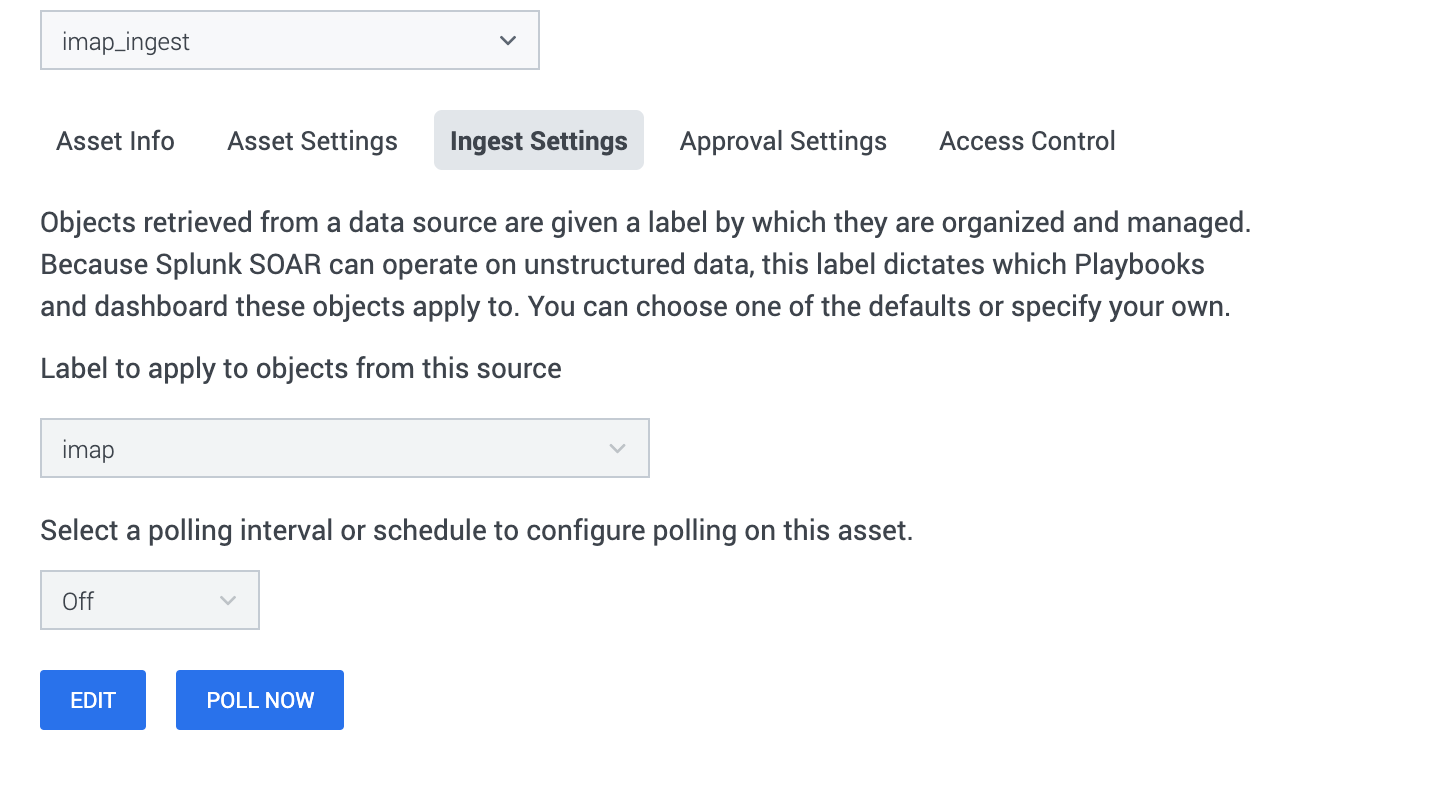 imap_ingest
Asset Info Asset Settings Ingest Settings Approval Settings Access Control
Objects retrieved from a data source are given a label by which they are organized and managed.
Because Splunk SOAR can operate on unstructured data, this label dictates which Playbooks
and dashboard these objects apply to. You can choose one of the defaults or specify your own.
Label to apply to objects from this source
imap
Select a polling interval or schedule to configure polling on this asset.
Off
EDIT POLL NOW